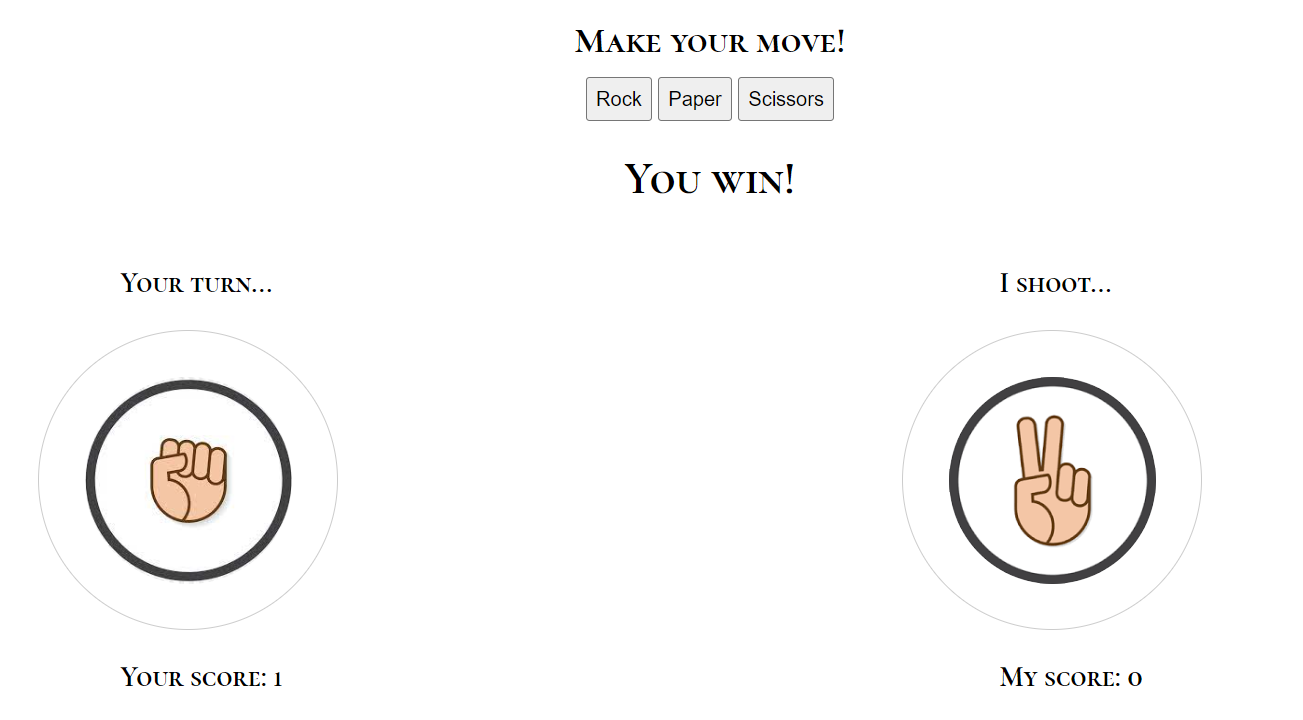 Make your move!
Rock Paper Scissors
You win!
Your turn...
I shoot...
Your score: 1
My score: 0